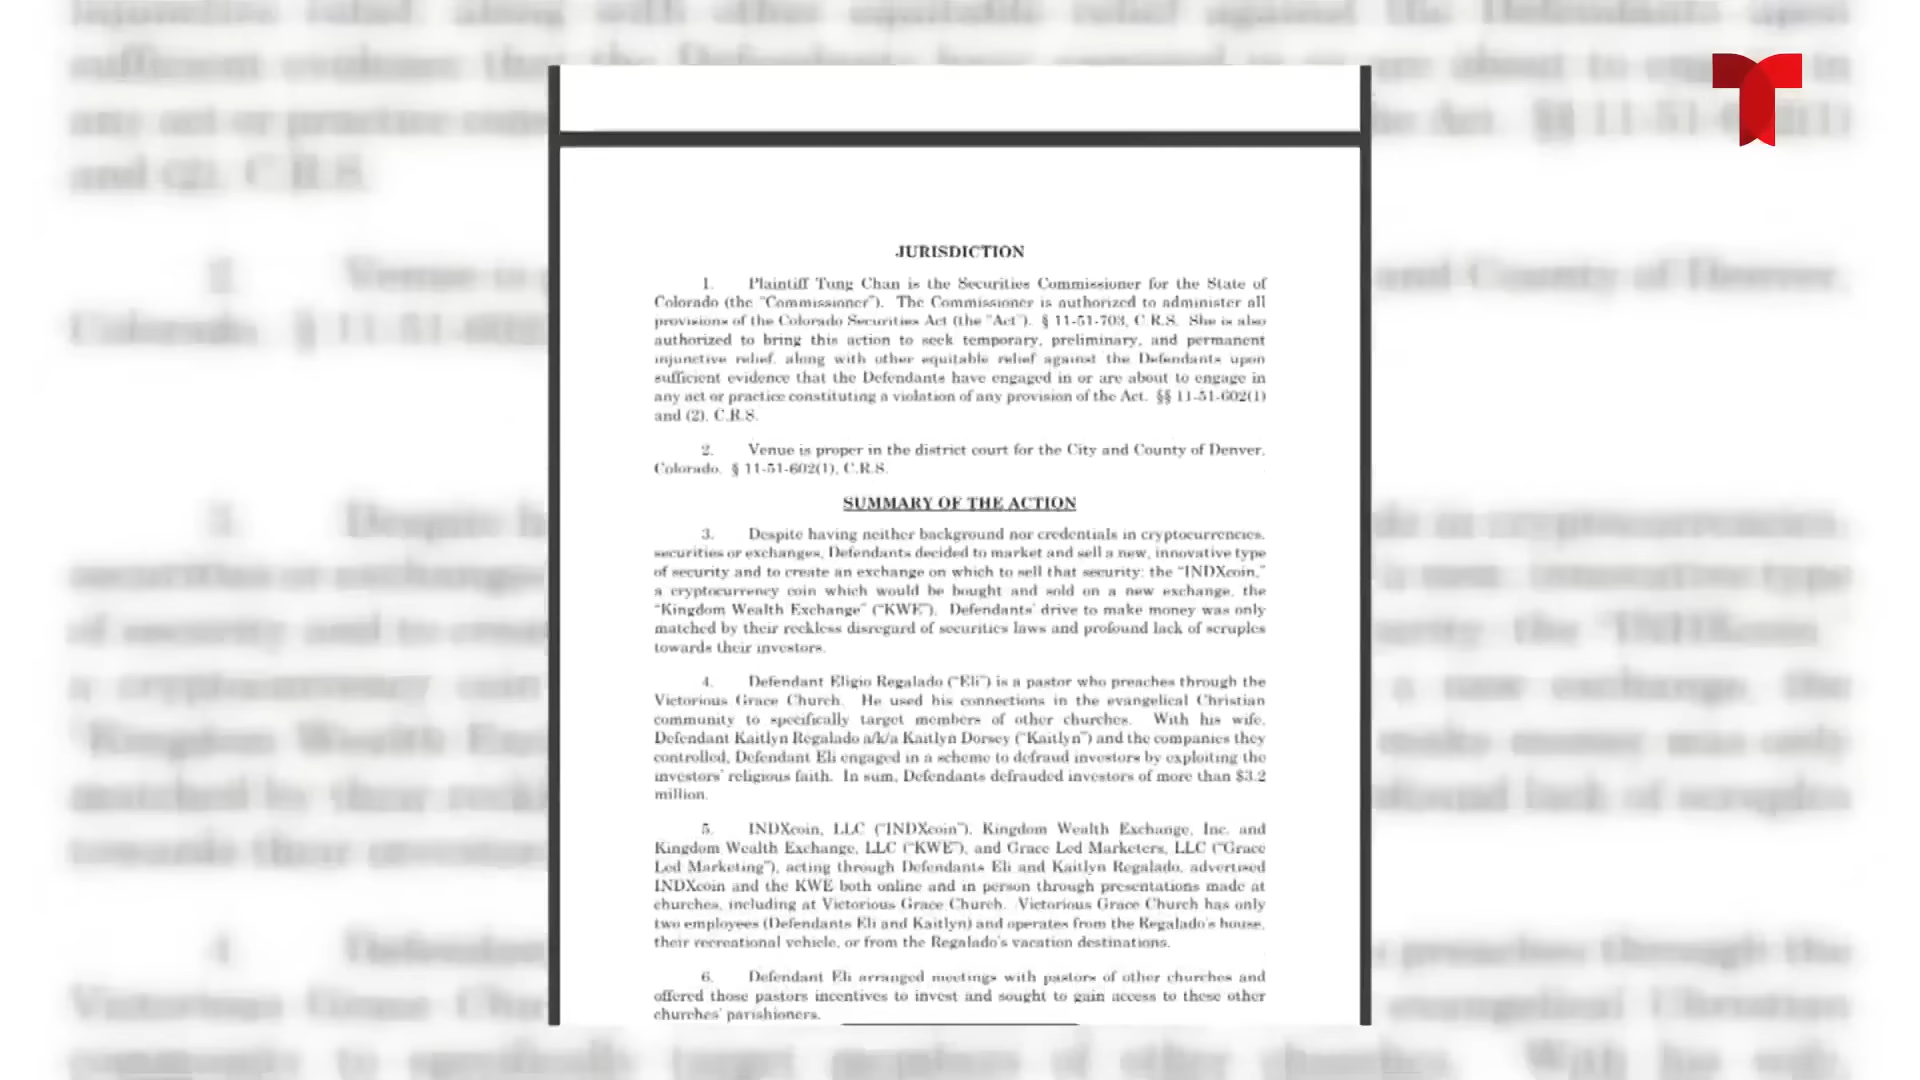 JURISDICTION
1. Plaintiff Tung Chan is the Securities Commissioner for the State of
Colorado (the “Commissioner”). The Commissioner is authorized to administer all
provisions of the Colorado Securities Act (the “Act”). § 11-51-703, C.R.S. She is also
authorized to bring this action to seek temporary, preliminary, and permanent
injunctive relief, along with other equitable relief against the Defendants upon
sufficient evidence that the Defendants have engaged in or are about to engage in
any act or practice constituting a violation of any provision of the Act. §§ 11-51-602(1)
and (2), C.R.S.
2. Venue is proper in the district court for the City and County of Denver,
Colorado. § 11-51-602(1), C.R.S.
SUMMARY OF THE ACTION
3. Despite having neither background nor credentials in cryptocurrencies,
securities or exchanges, Defendants decided to market and sell a new, innovative type
of security and to create an exchange on which to sell that security: the “INDXcoin,”
a cryptocurrency coin which would be bought and sold on a new exchange, the
“Kingdom Wealth Exchange” (“KWE”). Defendants’ drive to make money was only
matched by their reckless disregard of securities laws and profound lack of scruples
towards their investors.
4. Defendant Eligio Regalado (“Eli”) is a pastor who preaches through the
Victorious Grace Church. He used his connections in the evangelical Christian
community to specifically target members of other churches. With his wife,
Defendant Kaitlyn Regalado a/k/a Kaitlyn Dorsey (“Kaitlyn”) and the companies they
controlled, Defendant Eli engaged in a scheme to defraud investors by exploiting the
investors’ religious faith. In sum, Defendants defrauded investors of more than $3.2
million.
5. INDXcoin, LLC (“INDXcoin”), Kingdom Wealth Exchange, Inc. and
Kingdom Wealth Exchange, LLC (“KWE”), and Grace Led Marketers, LLC (“Grace
Led Marketing”), acting through Defendants Eli and Kaitlyn Regalado, advertised
INDXcoin and the KWE both online and in person through presentations made at
churches, including at Victorious Grace Church. Victorious Grace Church has only
two employees (Defendants Eli and Kaitlyn) and operates from the Regalado’s house,
their recreational vehicle, or from the Regalado’s vacation destinations.
6. Defendant Eli arranged meetings with pastors of other churches and
offered those pastors incentives to invest and sought to gain access to these other
churches’ parishioners.